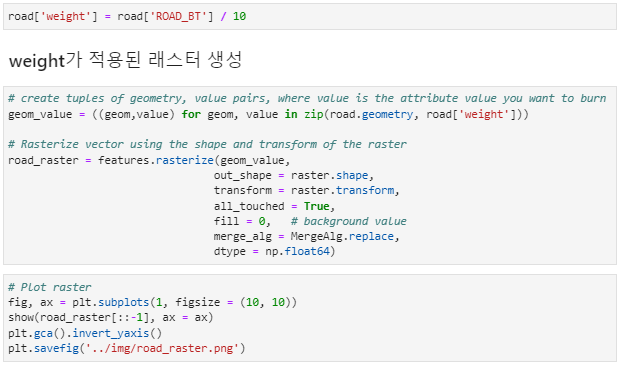 road['weight'] = road['ROAD_BT'] / 10
weight가 적용된 래스터 생성
# create tuples of geometry, value pairs, where value is the attribute value you want to burn
geom_value = ((geom,value) for geom, value in zip(road.geometry, road['weight']))
# Rasterize vector using the shape and transform of the raster
road_raster = features.rasterize(geom_value,
out_shape = raster.shape,
transform = raster.transform,
all_touched = True,
fill = 0,   # background value
merge_alg = MergeAlg.replace,
dtype = np.float64)
# Plot raster
fig, ax = plt.subplots(1, figsize = (10, 10))
show(road_raster[::-1], ax = ax)
plt.gca().invert_yaxis()
plt.savefig('../img/road_raster.png')